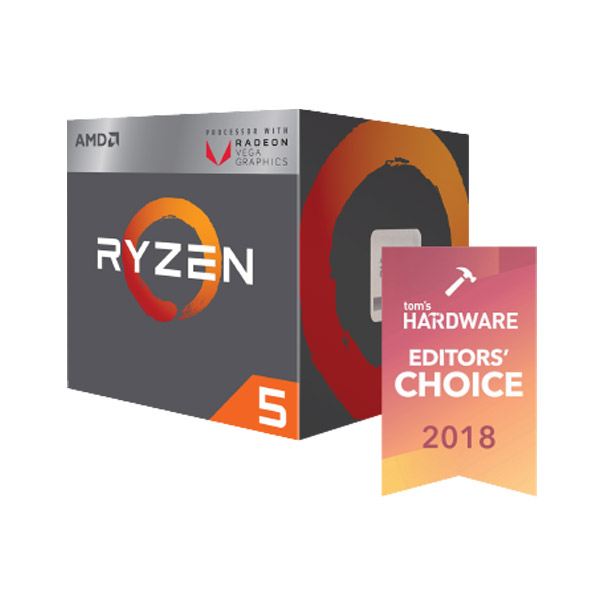 AMD
PROCESSOR WITH
RADEON
VEGA
GRAPHICS
RYZEN
5
tom's
HARDWARE
EDITORS'
CHOICE
2018